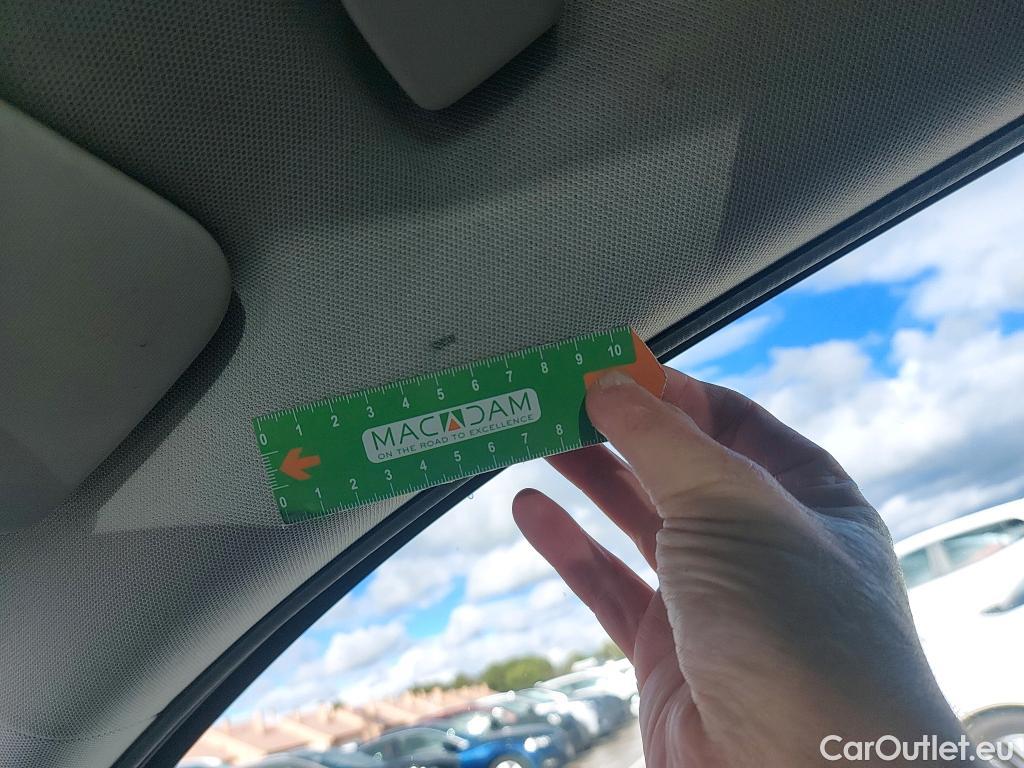 0 1 2 3 4 5 6 7 8 9 10
MACADAM
ON THE ROAD TO EXCELLENCE
0 1 2 3 4 5 6 7 8
CarOutlet.eu